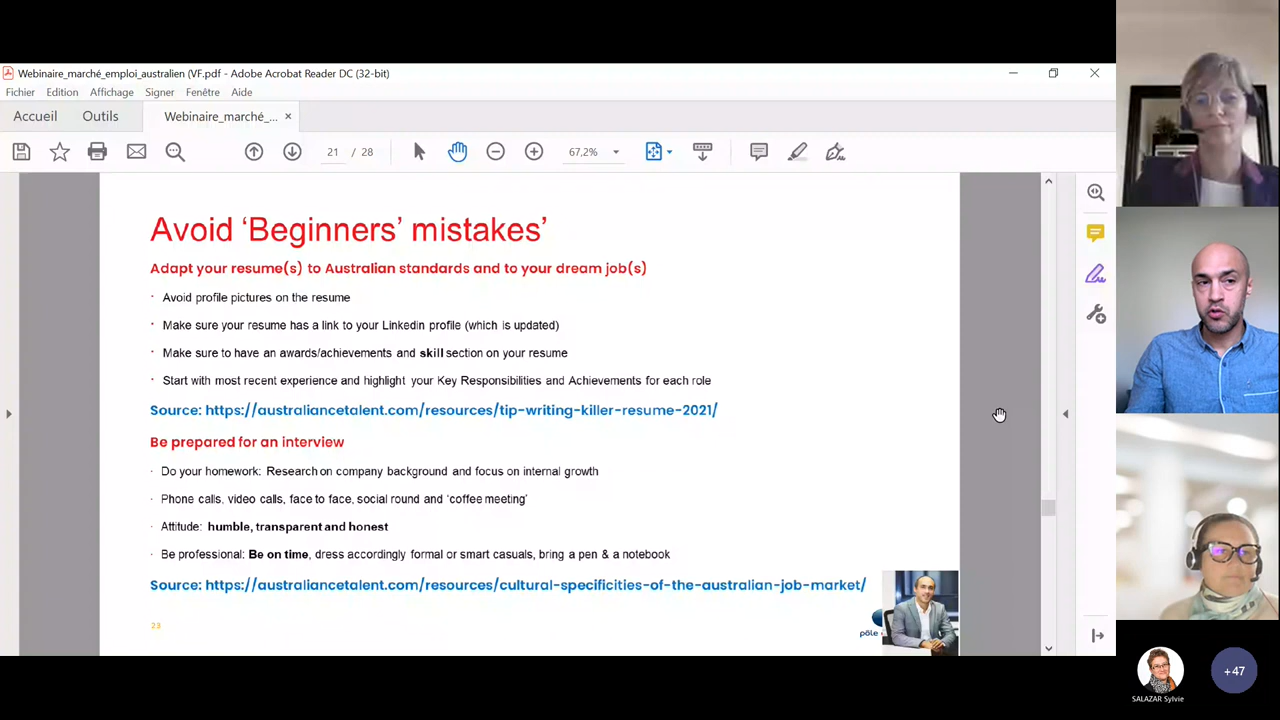 Webinaire_marché_emploi_australien (VF.pdf - Adobe Acrobat Reader DC (32-bit)
Fichier Edition Affichage Signer Fenêtre Aide
Accueil Outils Webinaire_marché_...
21 / 28 67,2%
Avoid ‘Beginners’ mistakes’
Adapt your resume(s) to Australian standards and to your dream job(s)
· Avoid profile pictures on the resume
· Make sure your resume has a link to your Linkedin profile (which is updated)
· Make sure to have an awards/achievements and skill section on your resume
· Start with most recent experience and highlight your Key Responsibilities and Achievements for each role
Source: https://australiancetalent.com/resources/tip-writing-killer-resume-2021/
Be prepared for an interview
· Do your homework: Research on company background and focus on internal growth
· Phone calls, video calls, face to face, social round and ‘coffee meeting’
· Attitude: humble, transparent and honest
· Be professional: Be on time, dress accordingly formal or smart casuals, bring a pen & a notebook
Source: https://australiancetalent.com/resources/cultural-specificities-of-the-australian-job-market/
23
pôle
SALAZAR Sylvie
+47